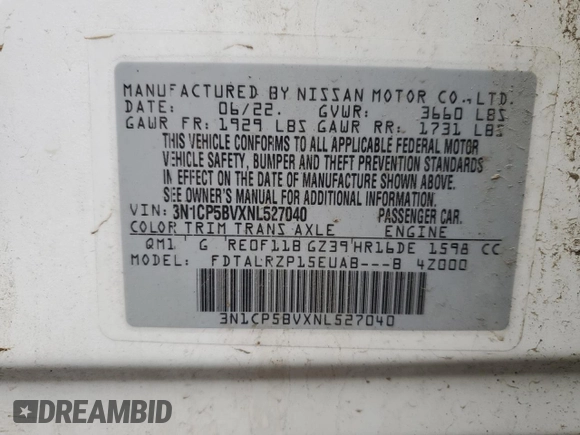 MANUFACTURED BY NISSAN MOTOR CO.,LTD.
DATE: 06/22. GVWR: 3660 LBS
GAWR FR: 1929 LBS GAWR RR: 1731 LBS
THIS VEHICLE CONFORMS TO ALL APPLICABLE FEDERAL MOTOR
VEHICLE SAFETY, BUMPER AND THEFT PREVENTION STANDARDS
IN EFFECT ON THE DATE OF MANUFACTURE SHOWN ABOVE.
SEE OWNER'S MANUAL FOR ADDITIONAL INFORMATION.
VIN: 3N1CP5BVXNL527040 PASSENGER CAR.
COLOR TRIM TRANS AXLE ENGINE
QM1 G RE0F11B GZ39 HR16DE 1598 CC
MODEL: FDTALRZP15EUAB---B 4Z000
3N1CP5BVXNL527040
DREAMBID